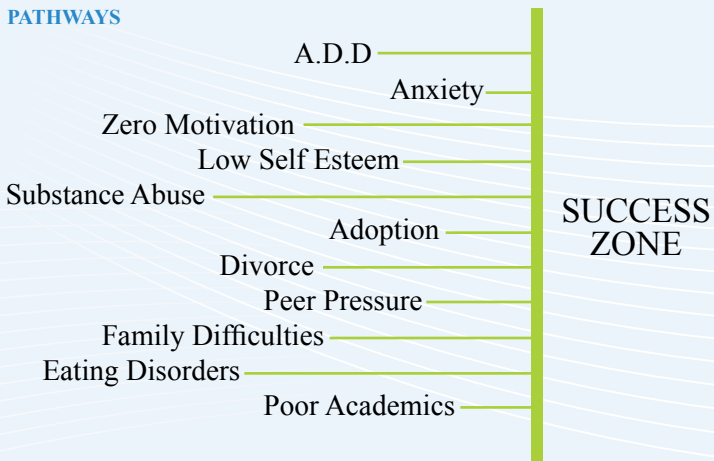 PATHWAYS
A.D.D
Anxiety
Zero Motivation
Low Self Esteem
Substance Abuse
Adoption
Divorce
Peer Pressure
Family Difficulties
Eating Disorders
Poor Academics
SUCCESS
ZONE